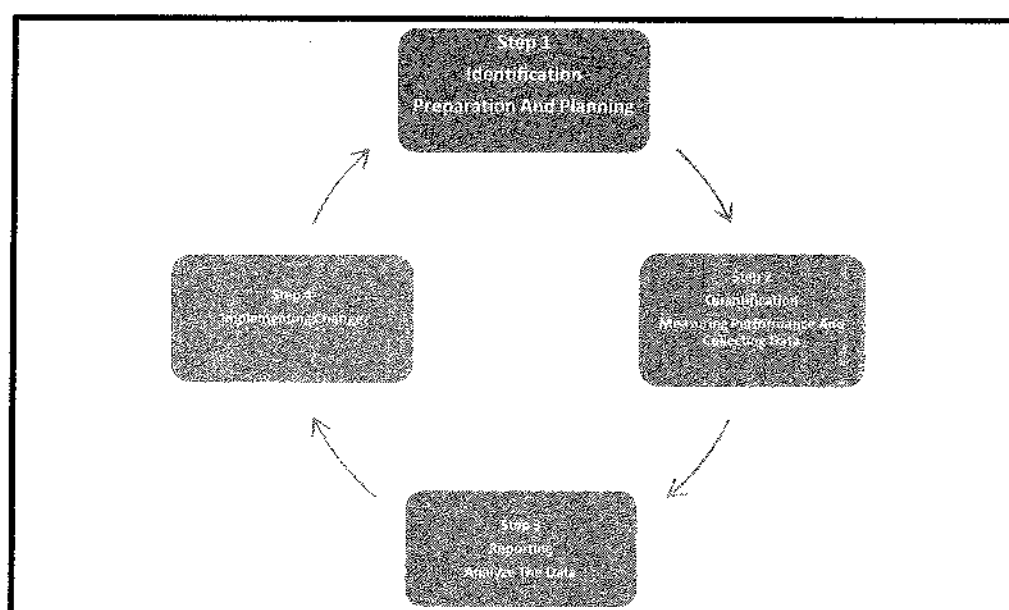 Step 1
Identification
Preparation And Planning
Step 2
Quantification
Measuring Performance And
Collecting Data
Step 3
Reporting
Analyze The Data
Step 4
Implementing Change